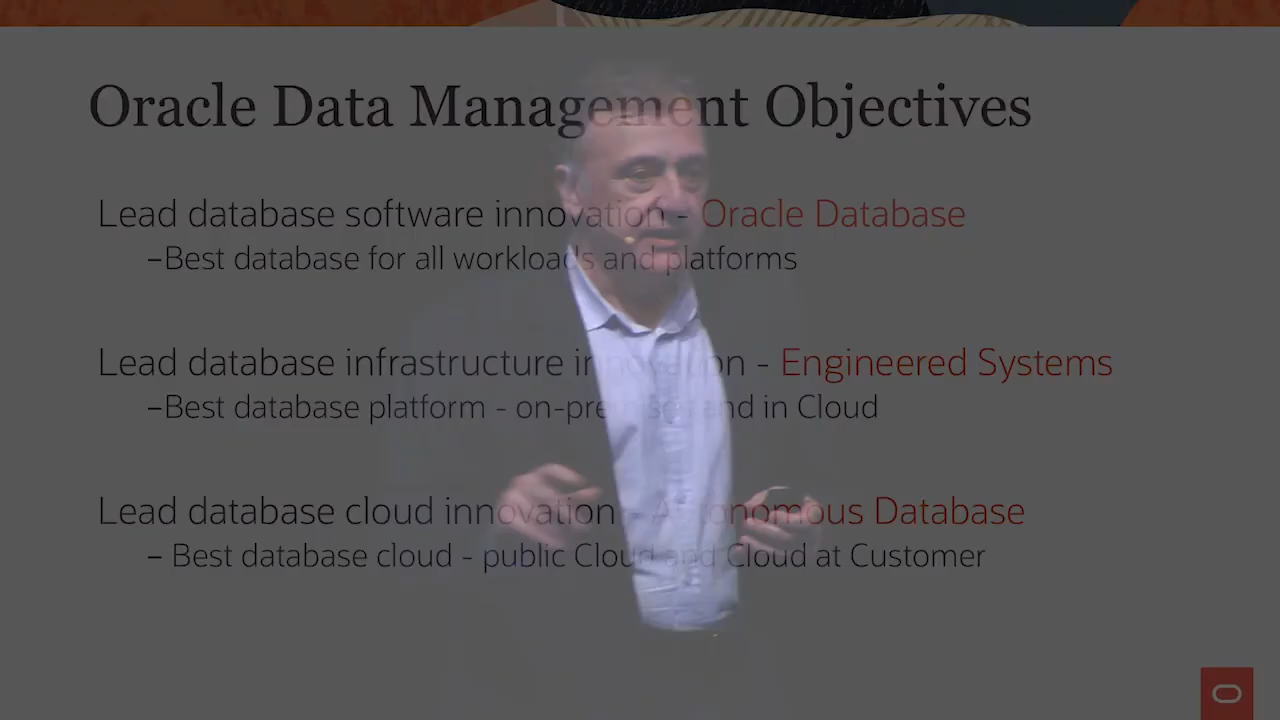 Oracle Data Management Objectives
Lead database software innovation - Oracle Database
–Best database for all workloads and platforms
Lead database infrastructure innovation - Engineered Systems
–Best database platform - on-premises and in Cloud
Lead database cloud innovation - Autonomous Database
– Best database cloud - public Cloud and Cloud at Customer